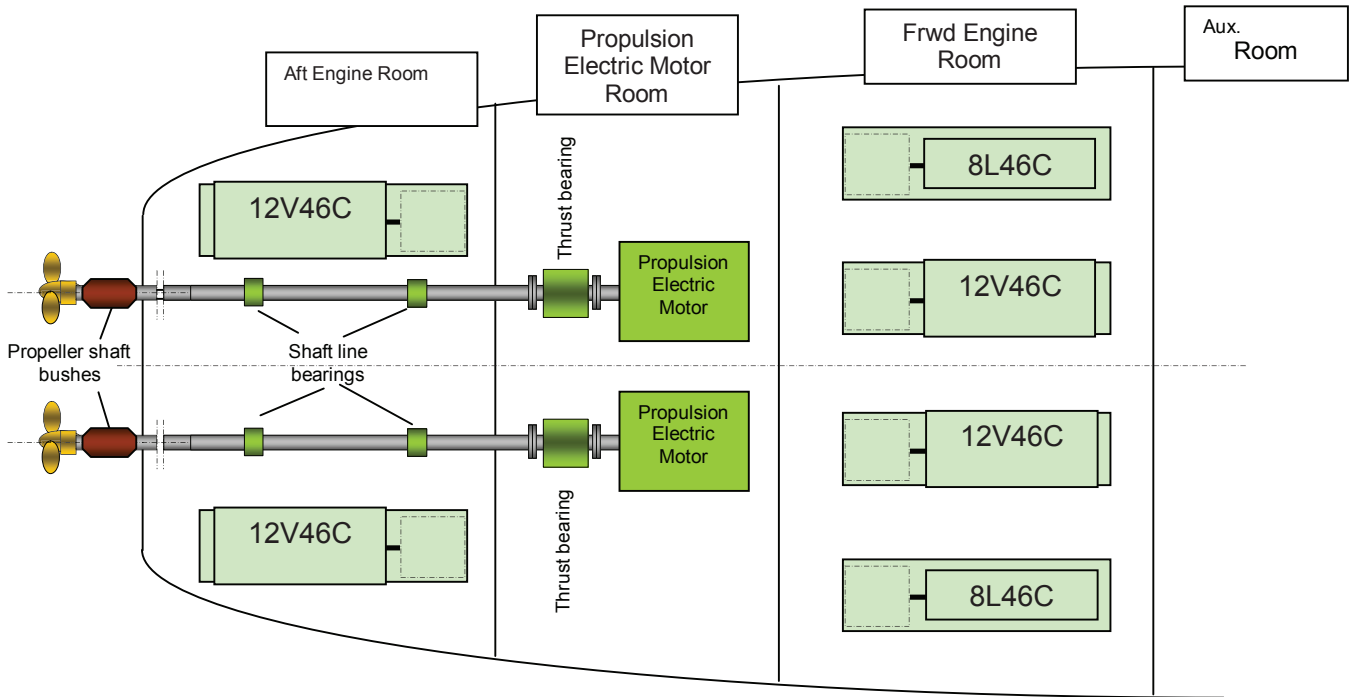 Aft Engine Room
Propulsion
Electric Motor
Room
Frwd Engine
Room
Aux.
Room
12V46C
Thrust bearing
Propulsion
Electric
Motor
8L46C
12V46C
Propeller shaft
bushes
Shaft line
bearings
Propulsion
Electric
Motor
12V46C
12V46C
Thrust bearing
8L46C